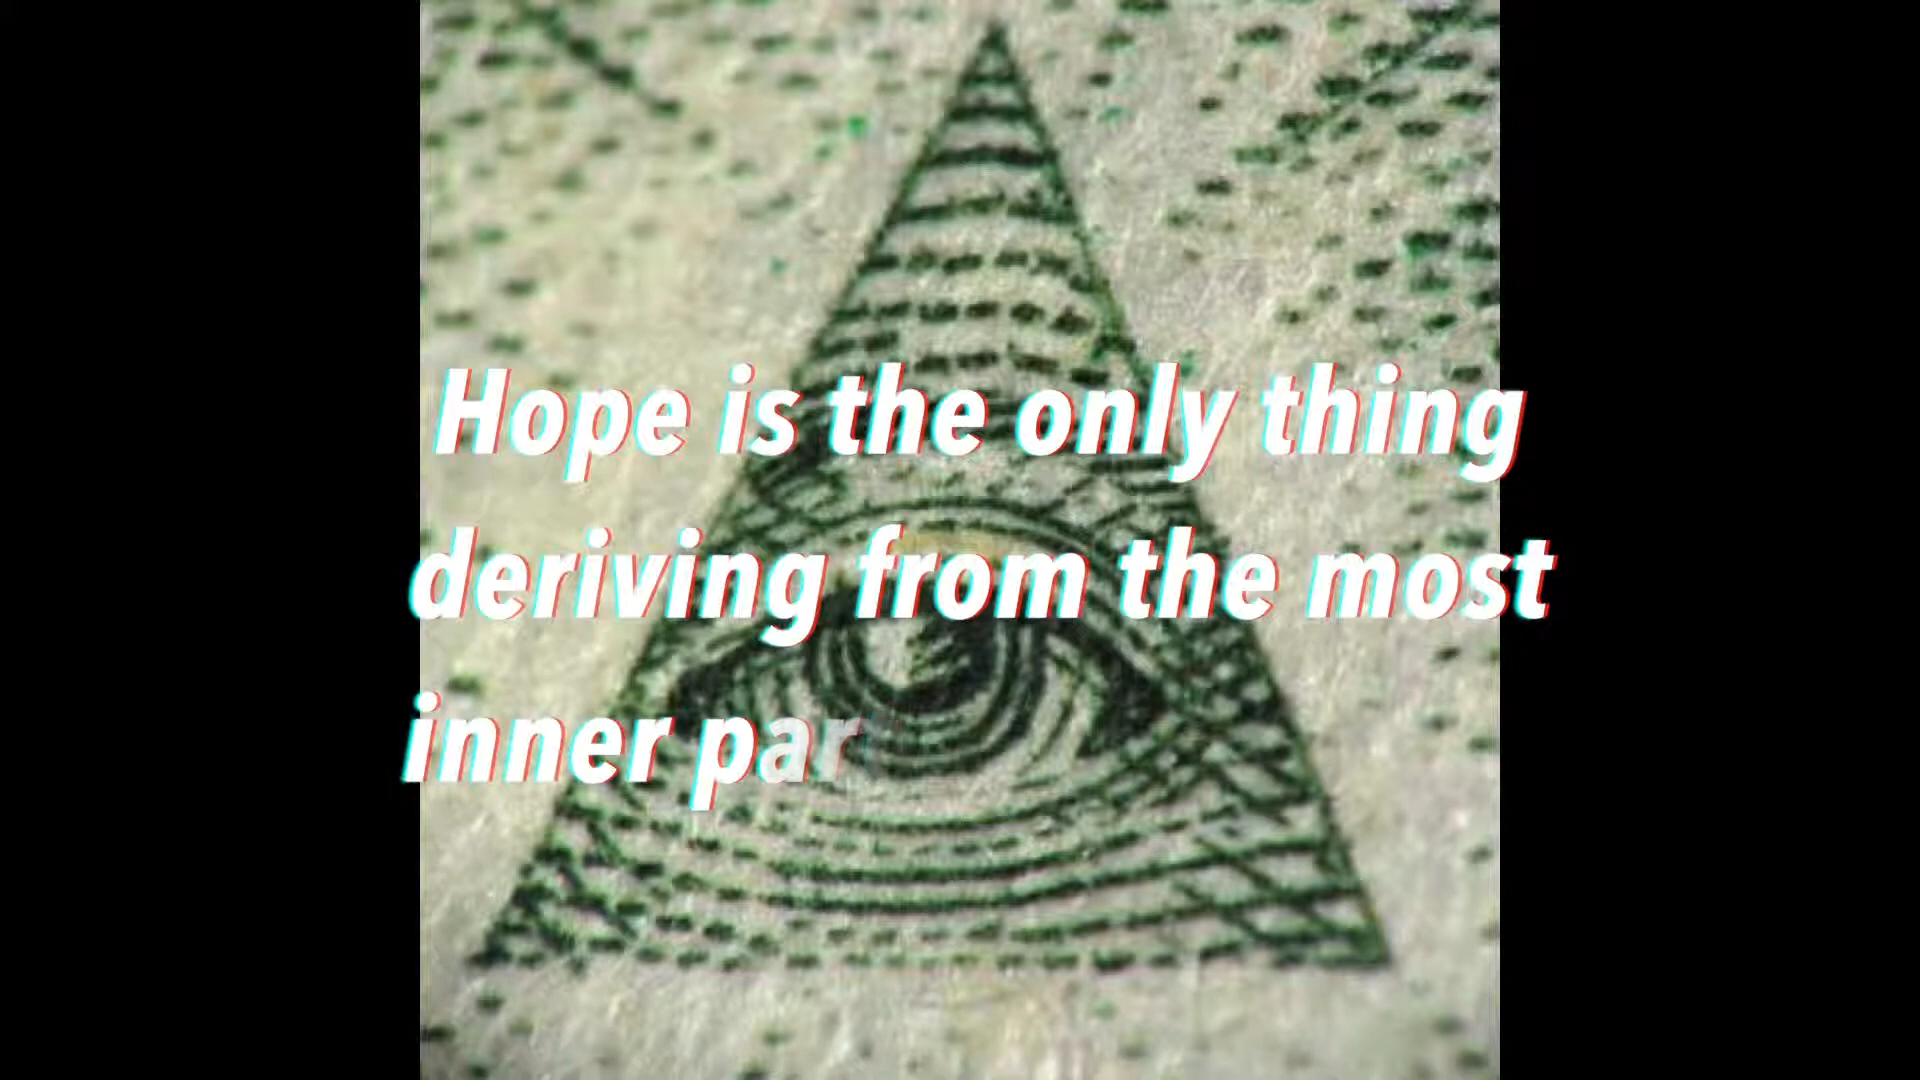 Hope is the only thing
deriving from the most
inner par